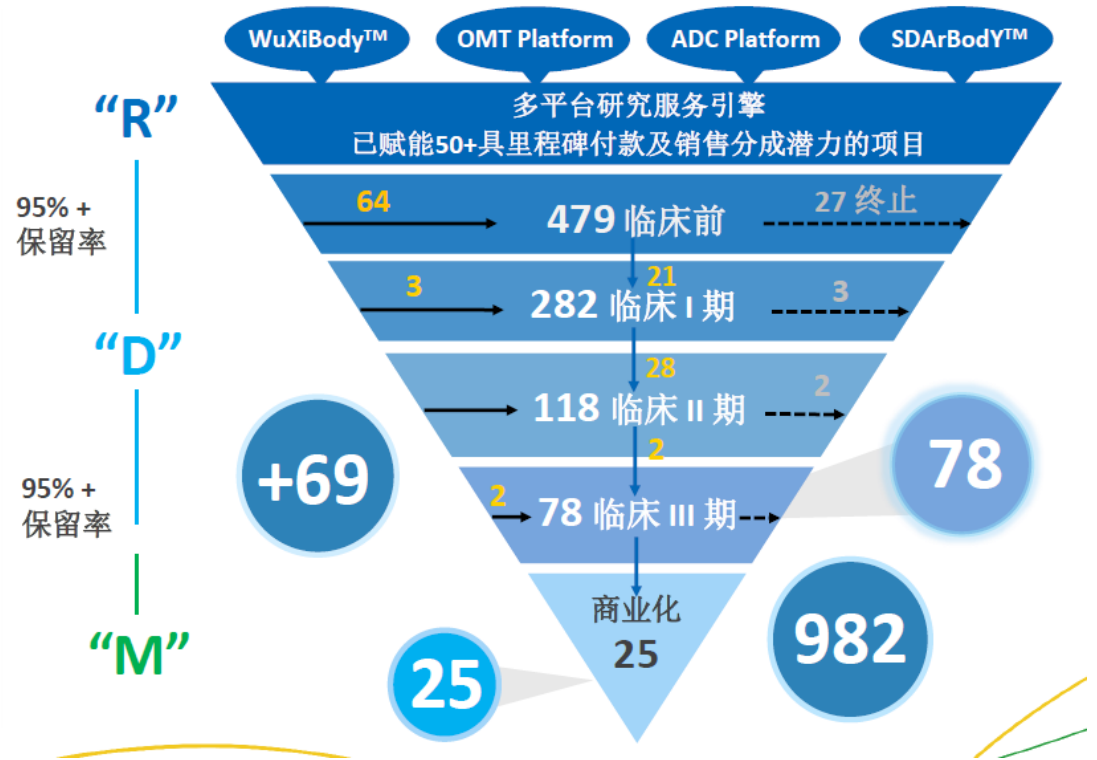 WuXiBody™
OMT Platform
ADC Platform
SDArBodY™
“R”
多平台研究服务引擎
已赋能50+具里程碑付款及销售分成潜力的项目
95% +
保留率
64
479 临床前
27 终止
21
3
282 临床 I 期
3
“D”
28
118 临床 II 期
2
2
+69
78
95% +
保留率
2
78 临床 III 期
“M”
商业化
25
25
982